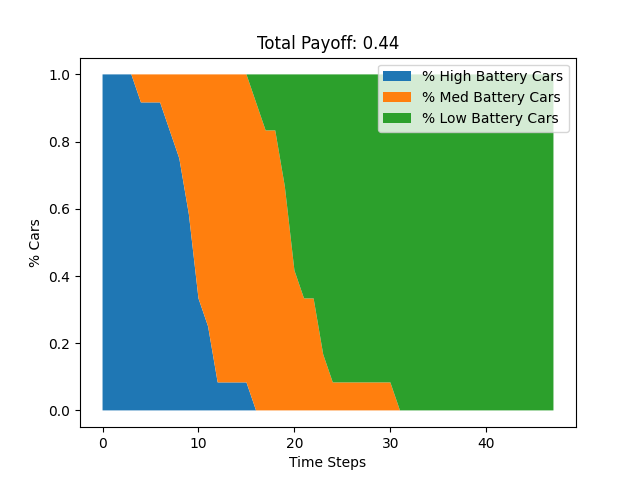 Total Payoff: 0.44
% High Battery Cars
% Med Battery Cars
% Low Battery Cars
1.0
0.8
0.6
0.4
0.2
0.0
% Cars
0
10
20
30
40
Time Steps